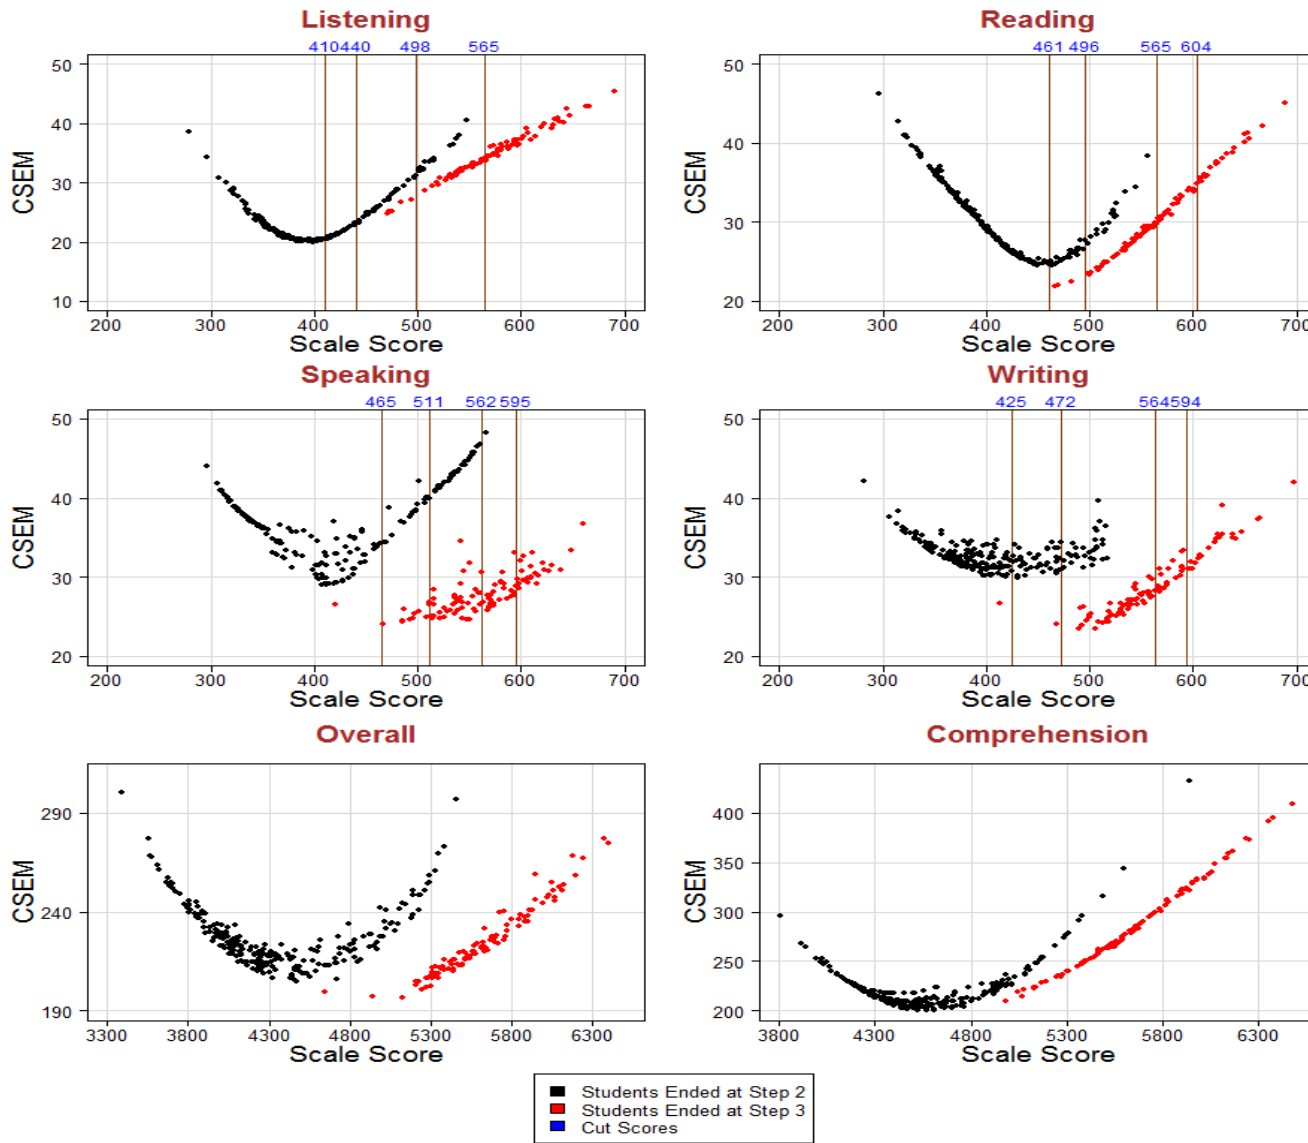 Listening
410 440 498 565
50
40
30
20
10
CSEM
200 300 400 500 600 700
Scale Score
Reading
461 496 565 604
50
40
30
20
CSEM
200 300 400 500 600 700
Scale Score
Speaking
465 511 562 595
50
40
30
20
CSEM
200 300 400 500 600 700
Scale Score
Writing
425 472 564 594
50
40
30
20
CSEM
200 300 400 500 600 700
Scale Score
Overall
290
240
190
CSEM
3300 3800 4300 4800 5300 5800 6300
Scale Score
Comprehension
400
350
300
250
200
CSEM
3800 4300 4800 5300 5800 6300
Scale Score
Students Ended at Step 2
Students Ended at Step 3
Cut Scores